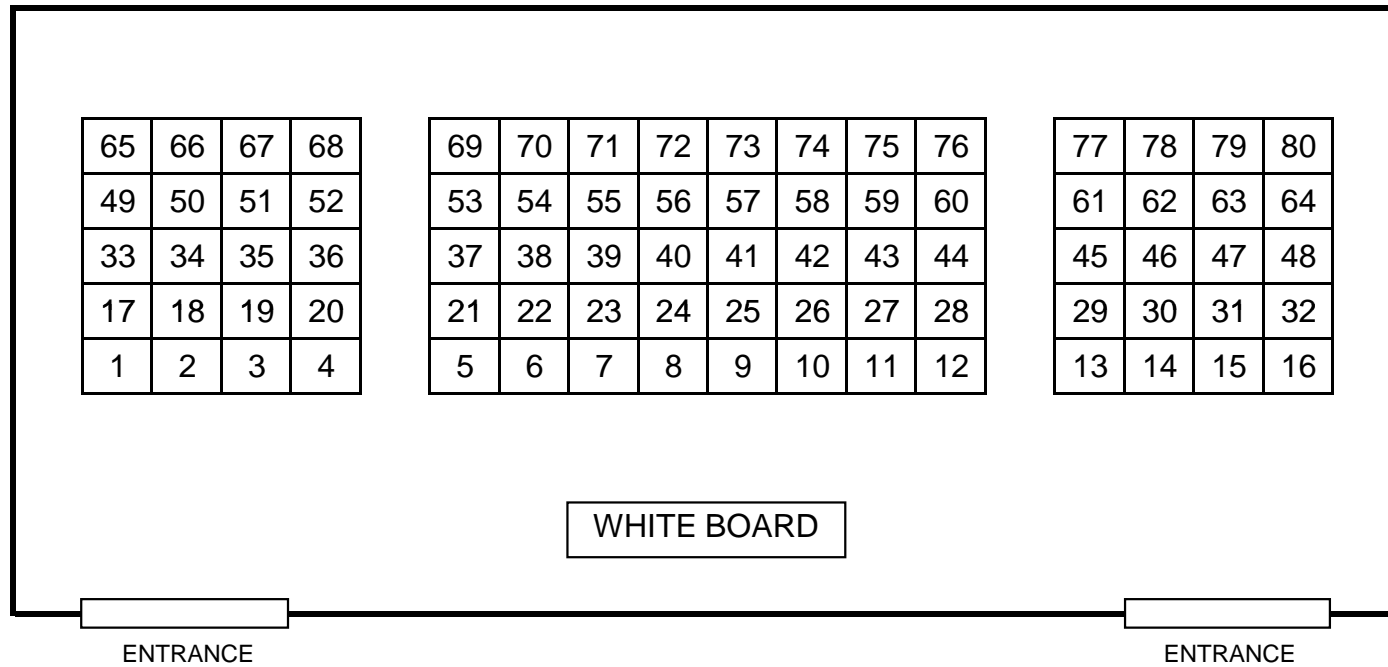 65 66 67 68 69 70 71 72 73 74 75 76 77 78 79 80
49 50 51 52 53 54 55 56 57 58 59 60 61 62 63 64
33 34 35 36 37 38 39 40 41 42 43 44 45 46 47 48
17 18 19 20 21 22 23 24 25 26 27 28 29 30 31 32
1 2 3 4 5 6 7 8 9 10 11 12 13 14 15 16
WHITE BOARD
ENTRANCE ENTRANCE